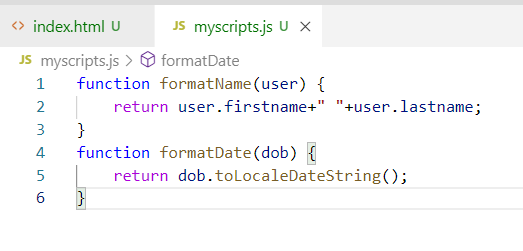 <> index.html U JS myscripts.js U ×
JS myscripts.js > formatDate
1 function formatName(user) {
2 return user.firstname+" "+user.lastname;
3 }
4 function formatDate(dob) {
5 return dob.toLocaleDateString();
6 }